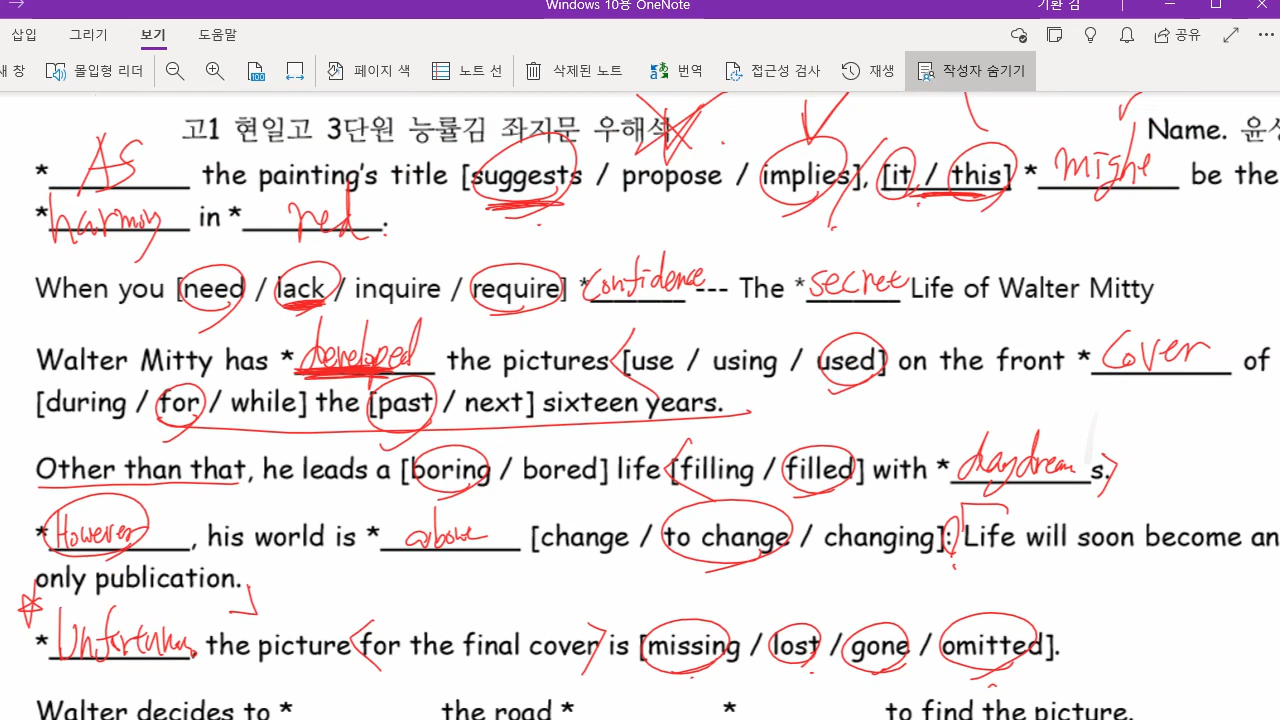 Windows 10용 OneNote 기환 김
삽입 그리기 보기 도움말 공유
새 창 몰입형 리더 100 페이지 색 노트 선 삭제된 노트 번역 접근성 검사 재생 작성자 숨기기
고1 현일고 3단원 능률김 좌지문 우해석 Name. 윤성
* As the painting's title [suggests / propose / implies], [it / this] * might be the
* harmony in * red.
When you [need / lack / inquire / require] * confidence --- The * secret Life of Walter Mitty
Walter Mitty has * developed the pictures [use / using / used] on the front * cover of
[during / for / while] the [past / next] sixteen years.
Other than that, he leads a [boring / bored] life [filling / filled] with * daydream s.
* However, his world is * about [change / to change / changing]: Life will soon become an
only publication.
* the picture for the final cover is [missing / lost / gone / omitted].
Walter decides to * the road * * to find the picture.